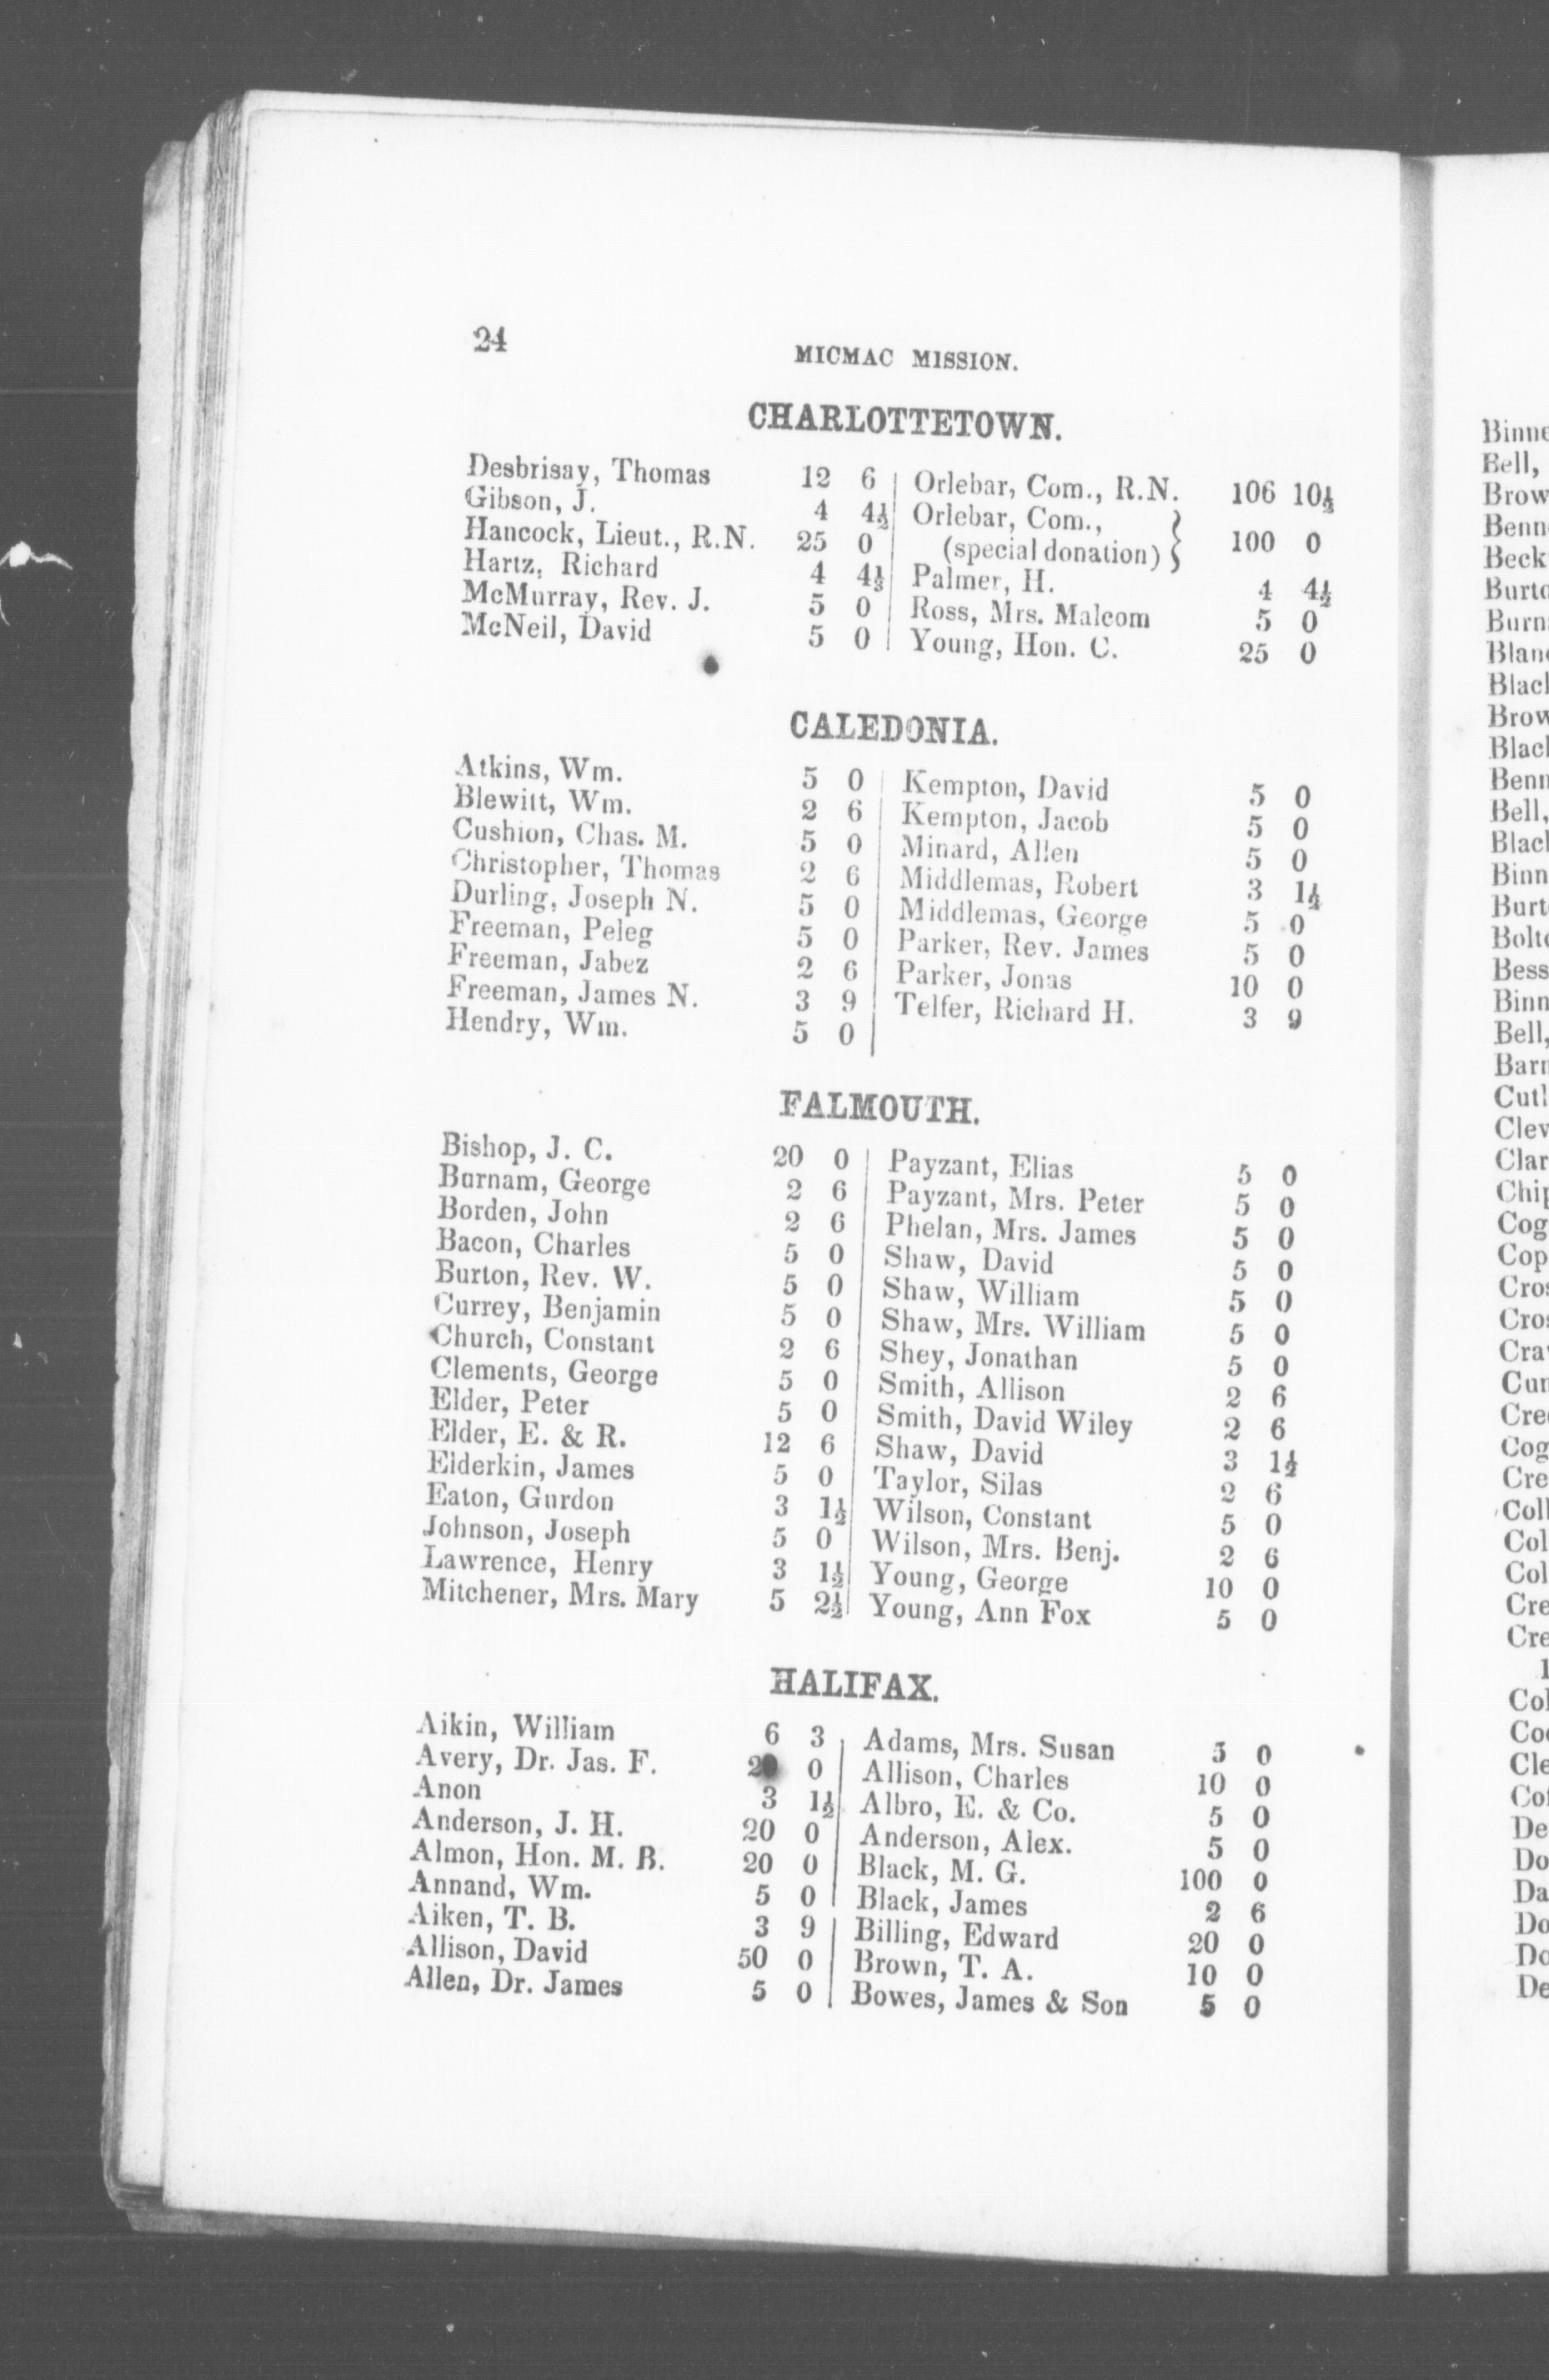 24
MICMAC MISSION.
CHARLOTTETOWN.
Desbrisay, Thomas 12 6
Gibson, J. 4 4½
Hancock, Lieut., R.N. 25 0
Hartz, Richard 4 4½
McMurray, Rev. J. 5 0
McNeil, David 5 0
Orlebar, Com., R.N. 106 10½
Orlebar, Com.,
(special donation) } 100 0
Palmer, H. 4 4½
Ross, Mrs. Malcom 5 0
Young, Hon. C. 25 0
CALEDONIA.
Atkins, Wm. 5 0
Blewitt, Wm. 2 6
Cushion, Chas. M. 5 0
Christopher, Thomas 2 6
Durling, Joseph N. 5 0
Freeman, Peleg 5 0
Freeman, Jabez 2 6
Freeman, James N. 3 9
Hendry, Wm. 5 0
Kempton, David 5 0
Kempton, Jacob 5 0
Minard, Allen 5 0
Middlemas, Robert 3 1½
Middlemas, George 5 0
Parker, Rev. James 5 0
Parker, Jonas 10 0
Telfer, Richard H. 3 9
FALMOUTH.
Bishop, J. C. 20 0
Burnam, George 2 6
Borden, John 2 6
Bacon, Charles 5 0
Burton, Rev. W. 5 0
Currey, Benjamin 5 0
Church, Constant 2 6
Clements, George 5 0
Elder, Peter 5 0
Elder, E. & R. 12 6
Elderkin, James 5 0
Eaton, Gurdon 3 1½
Johnson, Joseph 5 0
Lawrence, Henry 3 1½
Mitchener, Mrs. Mary 5 2½
Payzant, Elias 5 0
Payzant, Mrs. Peter 5 0
Phelan, Mrs. James 5 0
Shaw, David 5 0
Shaw, William 5 0
Shaw, Mrs. William 5 0
Shey, Jonathan 5 0
Smith, Allison 2 6
Smith, David Wiley 2 6
Shaw, David 3 1½
Taylor, Silas 2 6
Wilson, Constant 5 0
Wilson, Mrs. Benj. 2 6
Young, George 10 0
Young, Ann Fox 5 0
HALIFAX.
Aikin, William 6 3
Avery, Dr. Jas. F. 0
Anon 3 1½
Anderson, J. H. 20 0
Almon, Hon. M. B. 20 0
Annand, Wm. 5 0
Aiken, T. B. 3 9
Allison, David 50 0
Allen, Dr. James 5 0
Adams, Mrs. Susan 5 0
Allison, Charles 10 0
Albro, E. & Co. 5 0
Anderson, Alex. 5 0
Black, M. G. 100 0
Black, James 2 6
Billing, Edward 20 0
Brown, T. A. 10 0
Bowes, James & Son 5 0